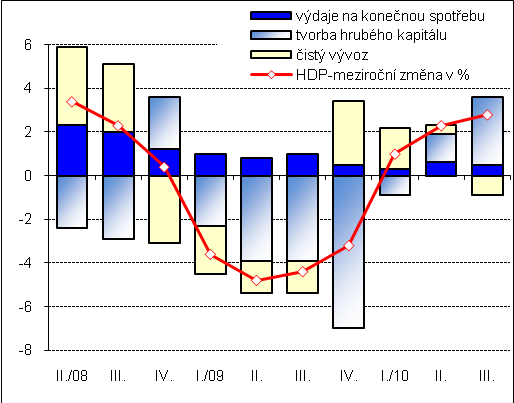 výdaje na konečnou spotřebu
tvorba hrubého kapitálu
čistý vývoz
HDP-meziroční změna v %
6
4
2
0
-2
-4
-6
-8
II./08 III. IV. I./09 II. III. IV. I./10 II. III.